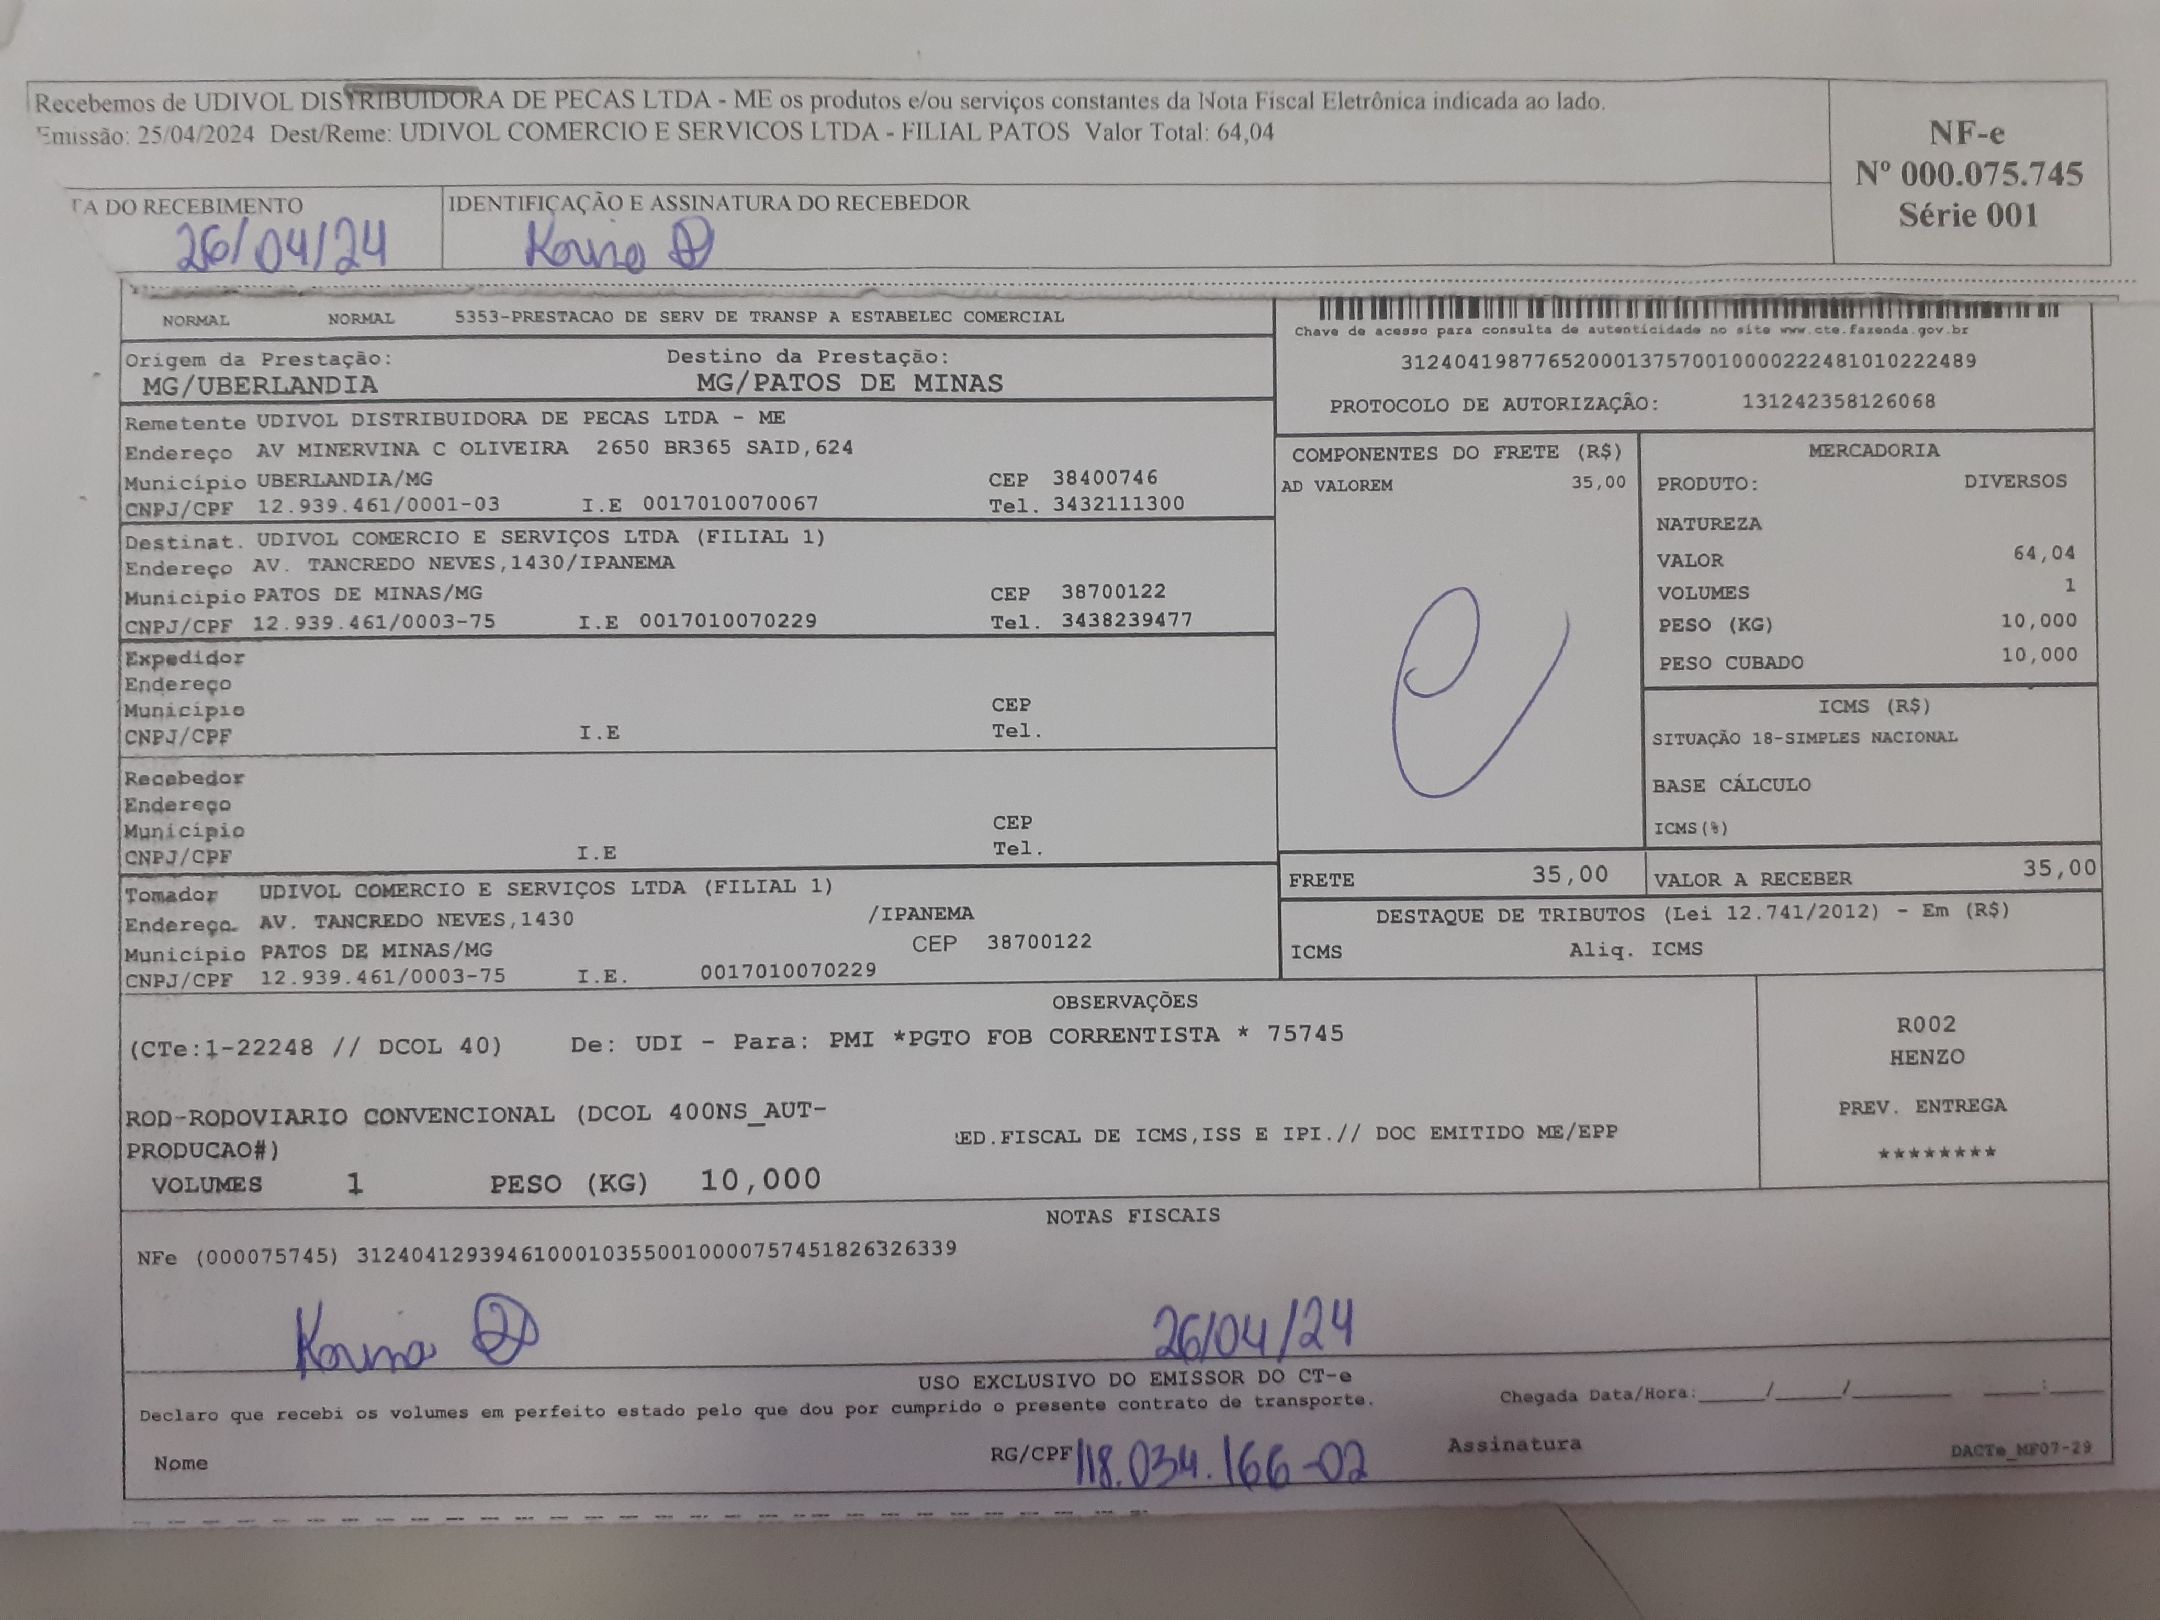 Recebemos de UDIVOL DISTRIBUIDORA DE PECAS LTDA - ME os produtos e/ou serviços constantes da Nota Fiscal Eletrônica indicada ao lado.
Emissão: 25/04/2024 Dest/Reme: UDIVOL COMERCIO E SERVICOS LTDA - FILIAL PATOS Valor Total: 64,04
NF-e
Nº 000.075.745
Série 001
TA DO RECEBIMENTO
26/04/24
IDENTIFICAÇÃO E ASSINATURA DO RECEBEDOR
NORMAL NORMAL 5353-PRESTACAO DE SERV DE TRANSP A ESTABELEC COMERCIAL
Chave de acesso para consulta de autenticidade no site www.cte.fazenda.gov.br
31240419877652000137570010000222481010222489
PROTOCOLO DE AUTORIZAÇÃO: 131242358126068
Origem da Prestação: Destino da Prestação:
MG/UBERLANDIA MG/PATOS DE MINAS
Remetente UDIVOL DISTRIBUIDORA DE PECAS LTDA - ME
Endereço AV MINERVINA C OLIVEIRA 2650 BR365 SAID,624
Município UBERLANDIA/MG CEP 38400746
CNPJ/CPF 12.939.461/0001-03 I.E 0017010070067 Tel. 3432111300
Destinat. UDIVOL COMERCIO E SERVIÇOS LTDA (FILIAL 1)
Endereço AV. TANCREDO NEVES,1430/IPANEMA
Município PATOS DE MINAS/MG CEP 38700122
CNPJ/CPF 12.939.461/0003-75 I.E 0017010070229 Tel. 3438239477
Expedidor
Endereço
Município CEP
CNPJ/CPF I.E Tel.
Recebedor
Endereço
Município CEP
CNPJ/CPF I.E Tel.
Tomador UDIVOL COMERCIO E SERVIÇOS LTDA (FILIAL 1)
Endereço AV. TANCREDO NEVES,1430 /IPANEMA
Município PATOS DE MINAS/MG CEP 38700122
CNPJ/CPF 12.939.461/0003-75 I.E. 0017010070229
COMPONENTES DO FRETE (R$)
AD VALOREM 35,00
MERCADORIA
PRODUTO: DIVERSOS
NATUREZA
VALOR 64,04
VOLUMES 1
PESO (KG) 10,000
PESO CUBADO 10,000
ICMS (R$)
SITUAÇÃO 18-SIMPLES NACIONAL
BASE CÁLCULO
ICMS(%)
FRETE 35,00 VALOR A RECEBER 35,00
DESTAQUE DE TRIBUTOS (Lei 12.741/2012) - Em (R$)
ICMS Aliq. ICMS
OBSERVAÇÕES
(CTe:1-22248 // DCOL 40) De: UDI - Para: PMI *PGTO FOB CORRENTISTA * 75745
ROD-RODOVIARIO CONVENCIONAL (DCOL 400NS_AUT-
PRODUCAO#)
ED.FISCAL DE ICMS,ISS E IPI.// DOC EMITIDO ME/EPP
VOLUMES 1 PESO (KG) 10,000
R002
HENZO
PREV. ENTREGA
********
NOTAS FISCAIS
NFe (000075745) 31240412939461000103550010000757451826326339
26/04/24
USO EXCLUSIVO DO EMISSOR DO CT-e
Declaro que recebi os volumes em perfeito estado pelo que dou por cumprido o presente contrato de transporte.
Chegada Data/Hora:_____/_____/_______ ____:____
Nome RG/CPF 118.034.166-02 Assinatura
DACTe_MF07-29